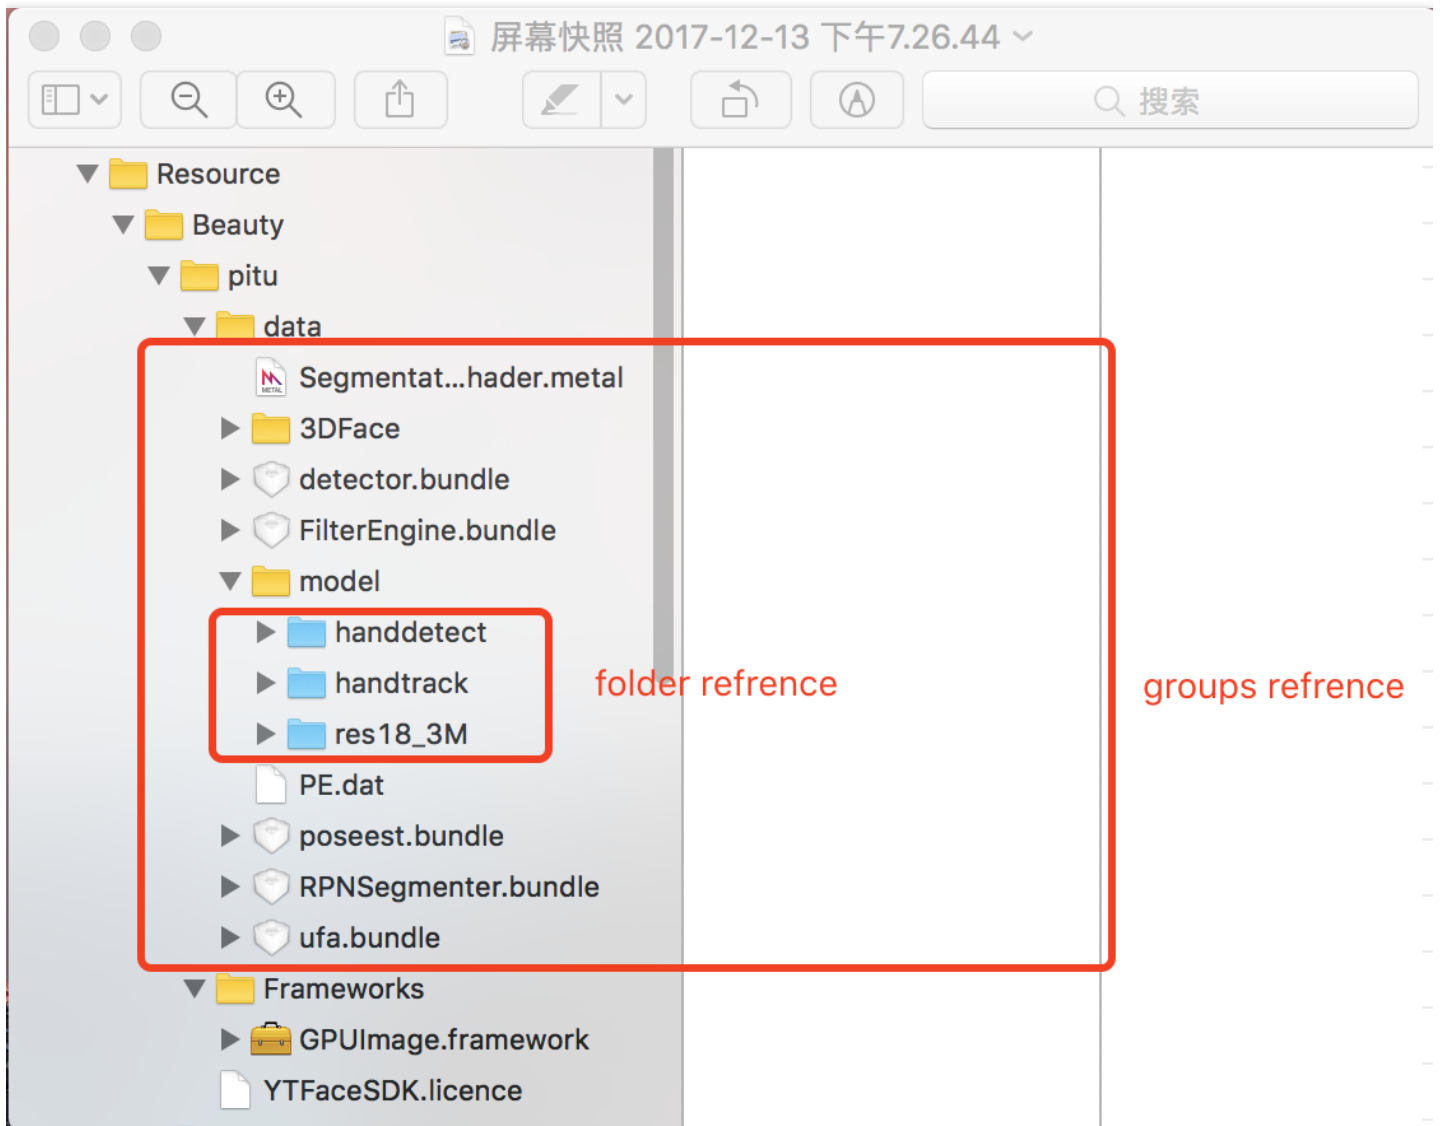 屏幕快照 2017-12-13 下午7.26.44
搜索
Resource
Beauty
pitu
data
Segmentat...hader.metal
METAL
3DFace
detector.bundle
FilterEngine.bundle
model
handdetect
handtrack
folder refrence
groups refrence
res18_3M
PE.dat
poseest.bundle
RPNSegmenter.bundle
ufa.bundle
Frameworks
GPUImage.framework
YTFaceSDK.licence